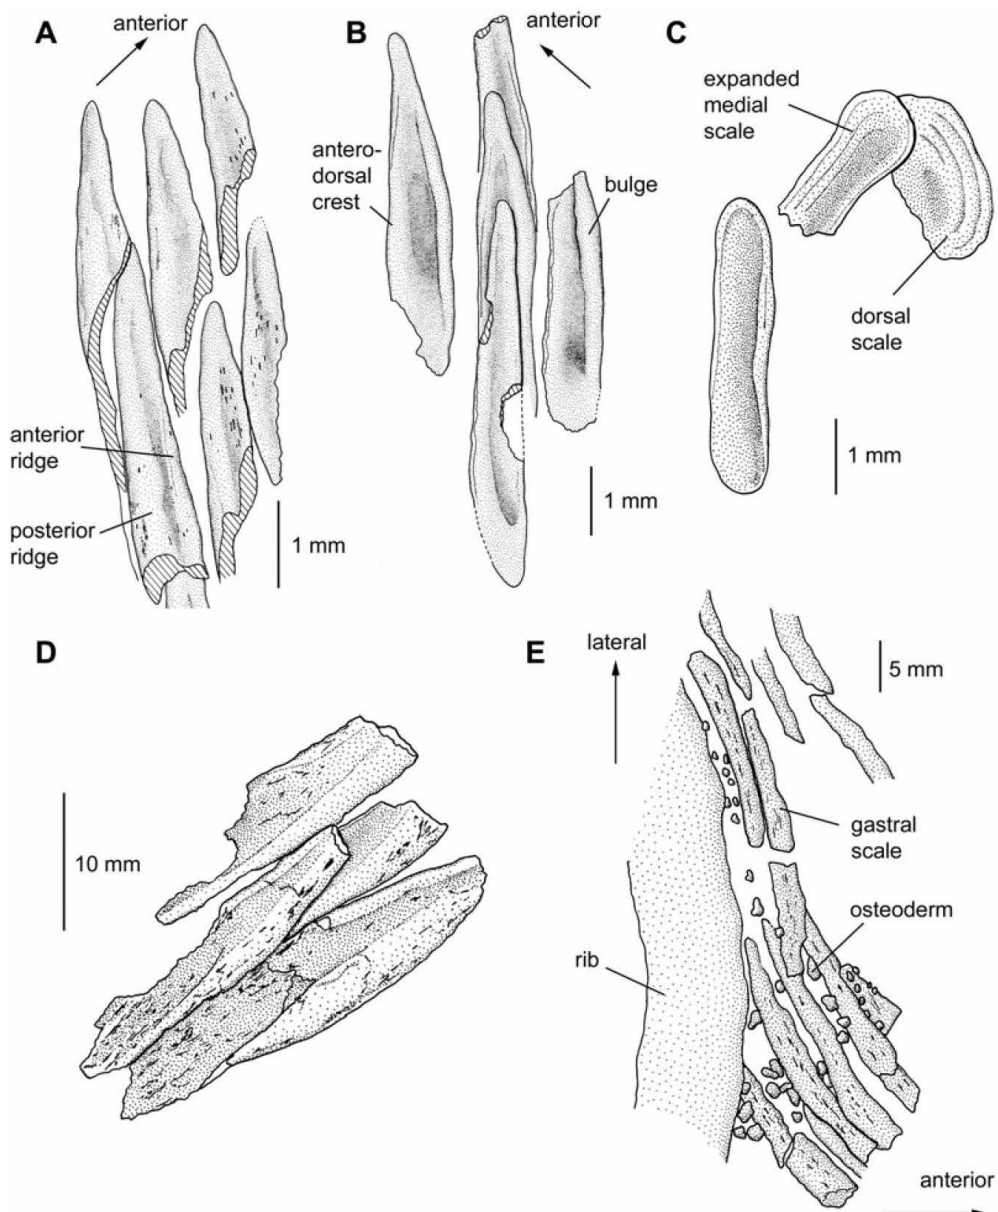 A
anterior
anterior
ridge
posterior
ridge
1 mm
B
anterior
antero-
dorsal
crest
bulge
1 mm
C
expanded
medial
scale
dorsal
scale
1 mm
D
10 mm
E
lateral
5 mm
gastral
scale
osteoderm
rib
anterior